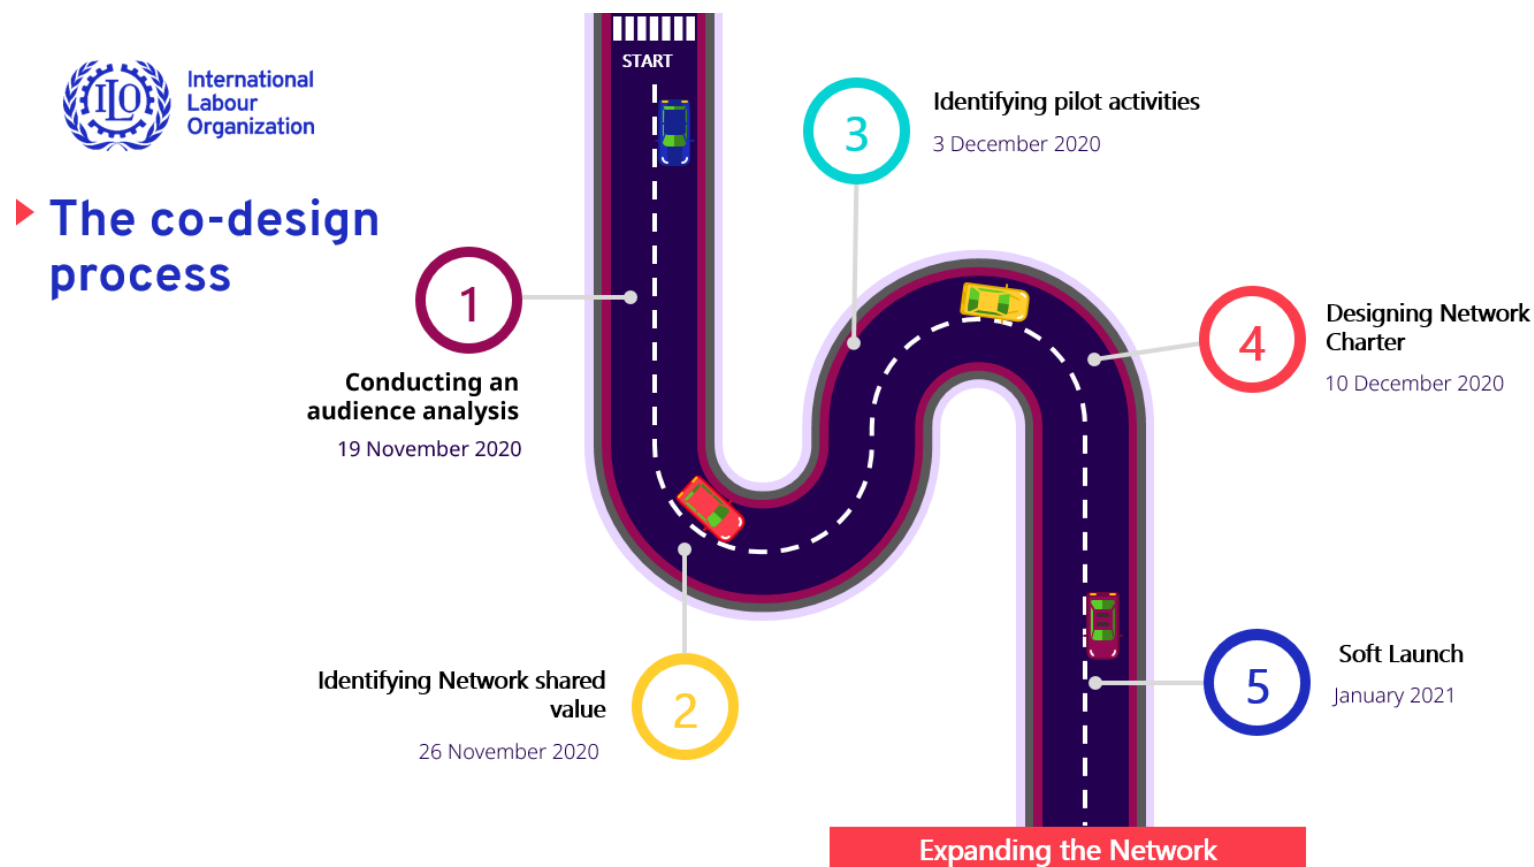 ILO
International
Labour
Organization
The co-design
process
START
1
Conducting an
audience analysis
19 November 2020
2
Identifying Network shared
value
26 November 2020
3
Identifying pilot activities
3 December 2020
4
Designing Network
Charter
10 December 2020
5
Soft Launch
January 2021
Expanding the Network